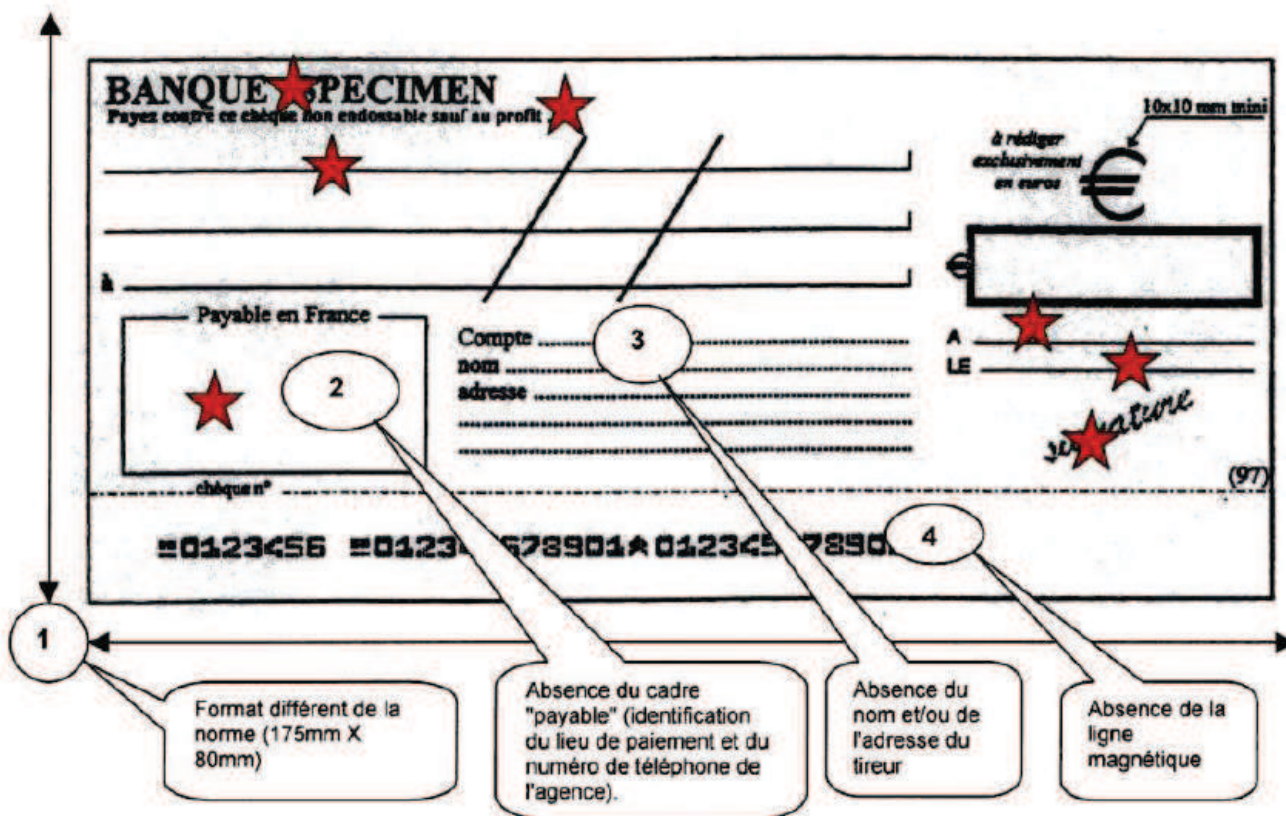 BANQUE SPECIMEN
Payez contre ce chèque non endossable sauf au profit
10x10 mm mini
à rédiger
exclusivement
en euros
€
€
à
Payable en France
Compte
nom
adresse
A
LE
signature
(97)
chèque n°
0123456 012345678901 012345678901
1
2
3
4
Format différent de la
norme (175mm X
80mm)
Absence du cadre
"payable" (identification
du lieu de paiement et du
numéro de téléphone de
l'agence).
Absence du
nom et/ou de
l'adresse du
tireur
Absence de la
ligne
magnétique